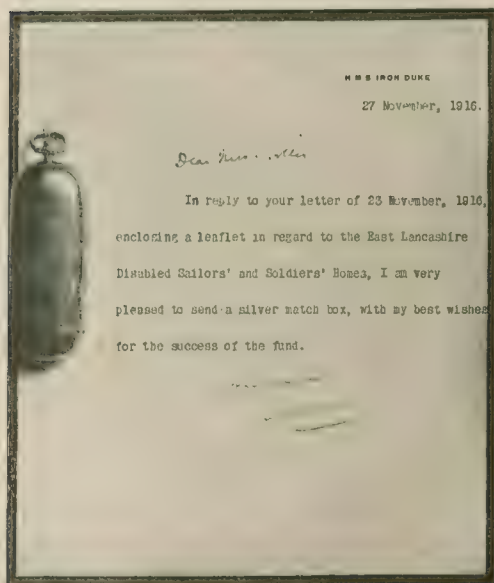 H M S IRON DUKE
27 November, 1916.
Dear
In reply to your letter of 23 November, 1916,
enclosing a leaflet in regard to the East Lancashire
Disabled Sailors' and Soldiers' Homes, I am very
pleased to send a silver match box, with my best wishes
for the success of the fund.